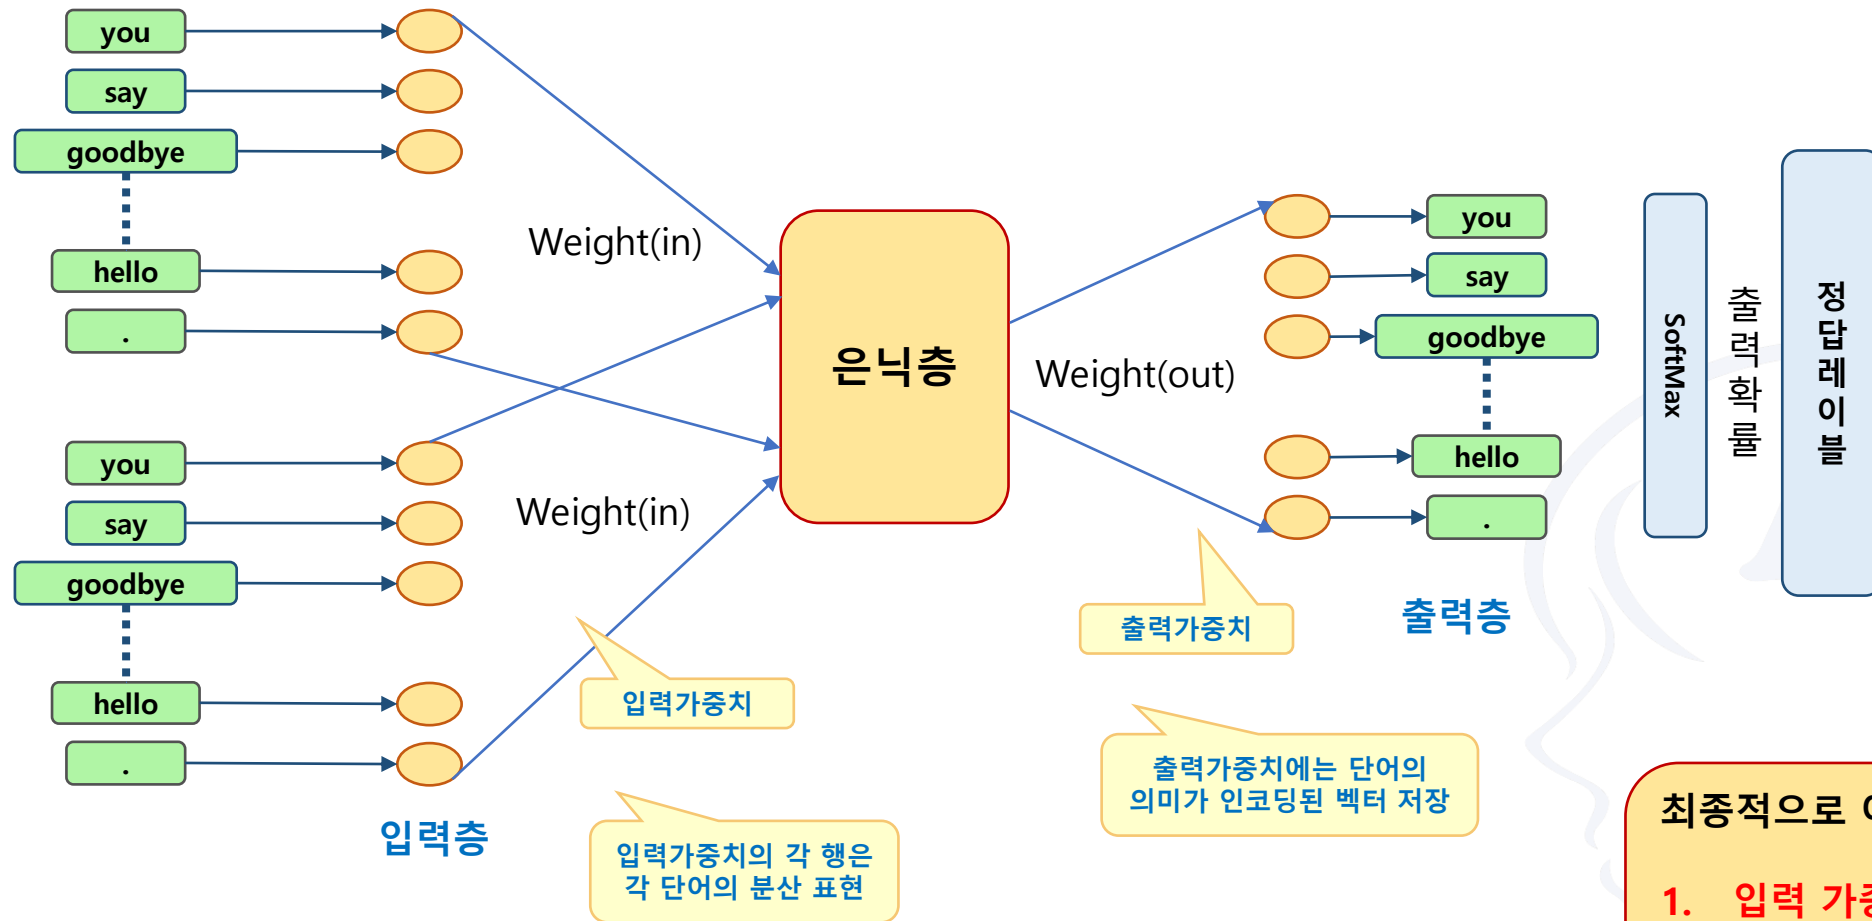 you
say
goodbye
hello
.
you
say
goodbye
hello
.
입력층
Weight(in)
Weight(in)
입력가중치
입력가중치의 각 행은
각 단어의 분산 표현
은닉층
Weight(out)
출력가중치
출력가중치에는 단어의
의미가 인코딩된 벡터 저장
you
say
goodbye
hello
.
출력층
SoftMax
출력확률
정답레이블
최종적으로
1. 입력